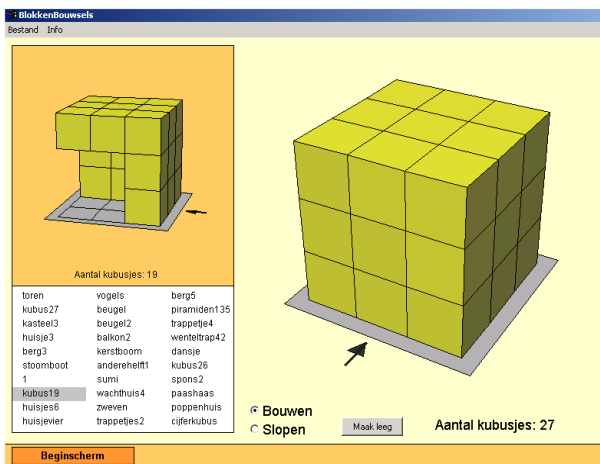 BlokkenBouwsels
Bestand Info
Aantal kubusjes: 19
toren vogels berg5
kubus27 beugel piramiden135
kasteel3 beugel2 trappetje4
huisje3 balkon2 wenteltrap42
berg3 kerstboom dansje
stoomboot anderehelft1 kubus26
1 sumi spons2
kubus19 wachthuis4 paashaas
huisjes6 zweven poppenhuis
huisjevier trappetjes2 cijferkubus
Bouwen
Slopen
Maak leeg
Aantal kubusjes: 27
Beginscherm